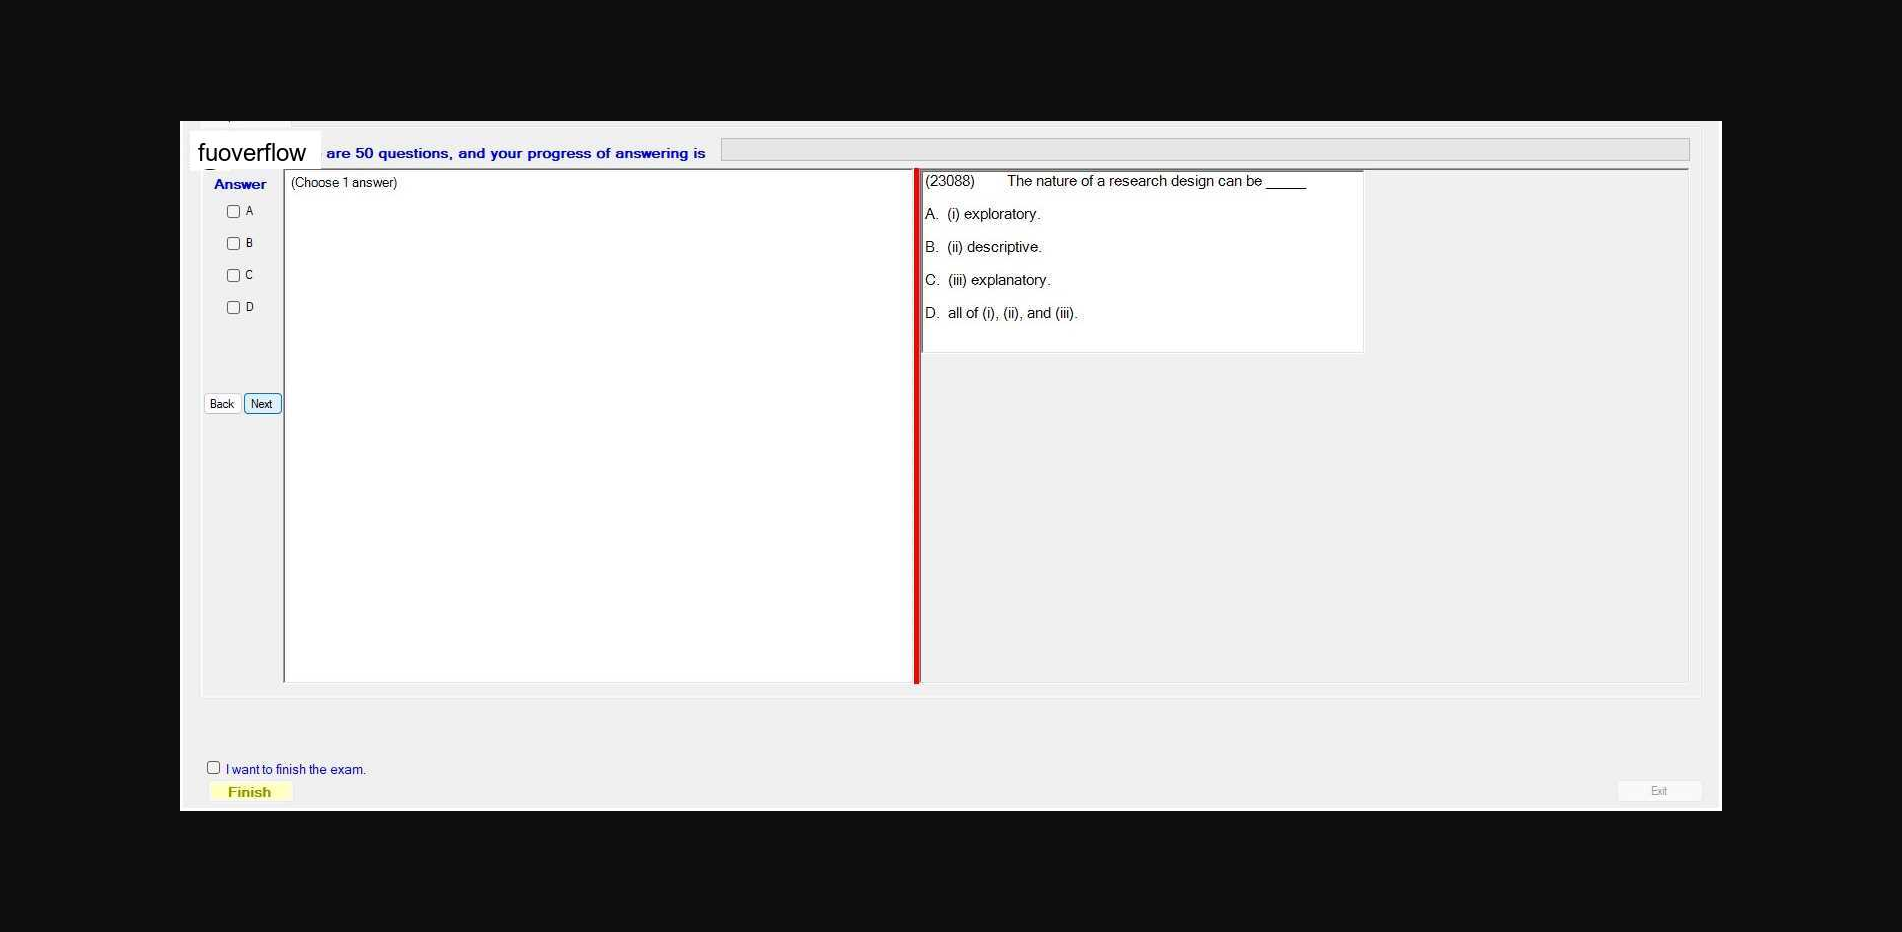 fuoverflow are 50 questions, and your progress of answering is
Answer
A
B
C
D
Back Next
(Choose 1 answer)
(23088) The nature of a research design can be _____
A. (i) exploratory.
B. (ii) descriptive.
C. (iii) explanatory.
D. all of (i), (ii), and (iii).
I want to finish the exam.
Finish
Exit